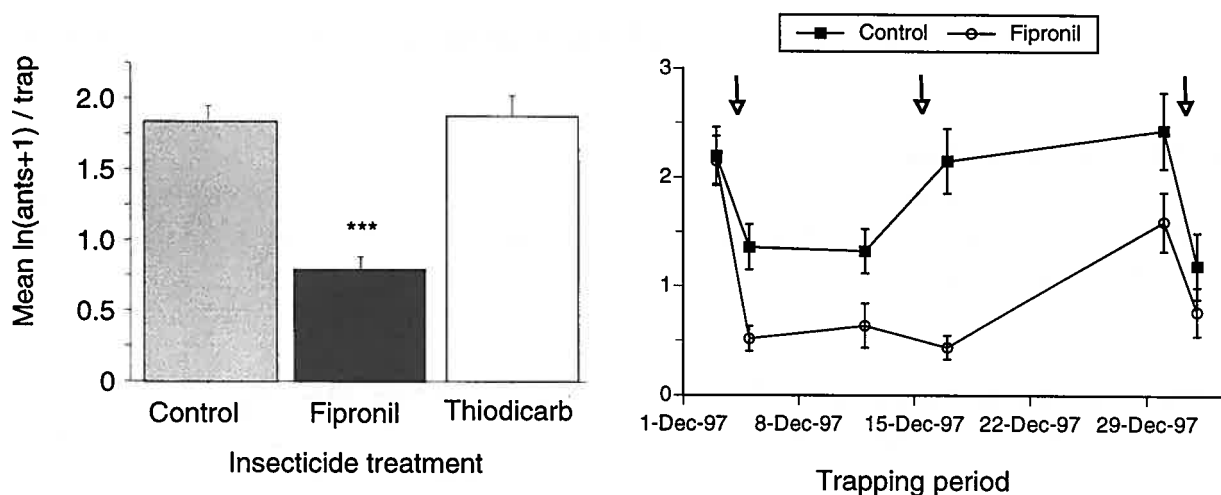 Mean ln(ants+1) / trap
2.0
1.5
1.0
0.5
0
***
Control Fipronil Thiodicarb
Insecticide treatment
Control Fipronil
3
2
1
0
1-Dec-97 8-Dec-97 15-Dec-97 22-Dec-97 29-Dec-97
Trapping period